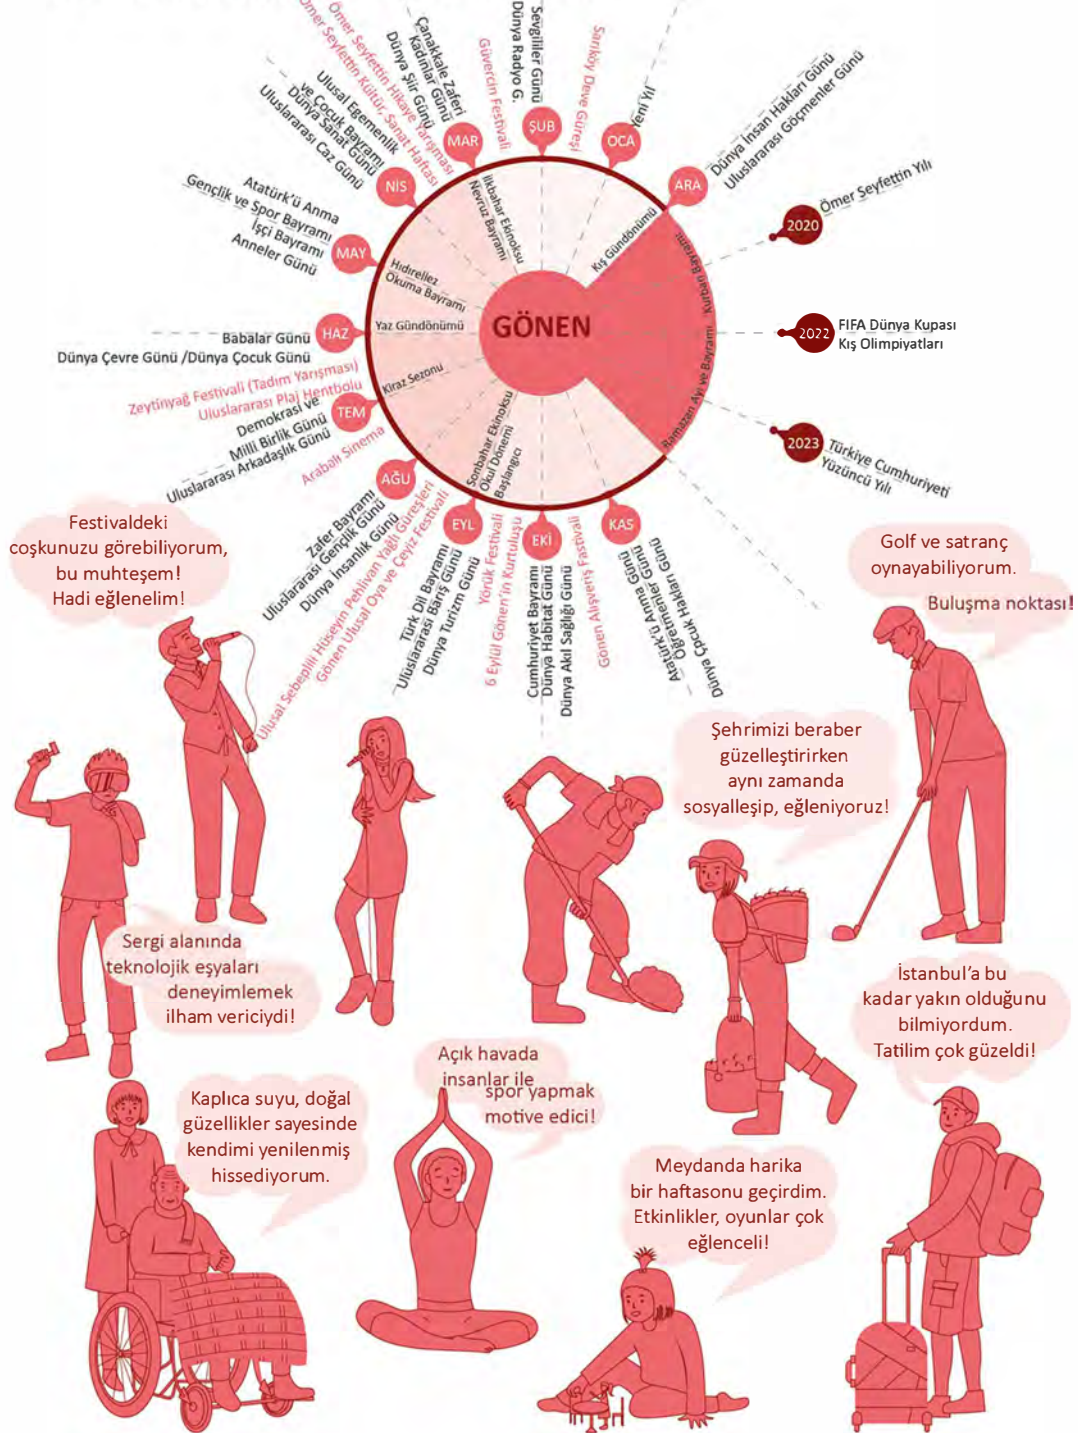 Ömer Seyfettin Kültür, Sanat Haftası
Ömer Seyfettin Hikaye Yarışması
Çanakkale Zaferi
Kadınlar Günü
Dünya Şiir Günü
MAR
Güvercin Festivali
Sevgililer Günü
Dünya Radyo G.
ŞUB
Sarıköy Deve Güreşi
Yeni Yıl
OCA
Dünya İnsan Hakları Günü
Uluslararası Göçmenler Günü
ARA
Ulusal Egemenlik
ve Çocuk Bayramı
Dünya Sanat Günü
Uluslararası Caz Günü
NİS
Atatürk'ü Anma
Gençlik ve Spor Bayramı
İşçi Bayramı
Anneler Günü
MAY
Babalar Günü
Dünya Çevre Günü /Dünya Çocuk Günü
HAZ
Zeytinyağ Festivali (Tadım Yarışması)
Uluslararası Plaj Hentbolu
Demokrasi ve
Milli Birlik Günü
Uluslararası Arkadaşlık Günü
TEM
Arabalı Sinema
AĞU
Zafer Bayramı
Uluslararası Gençlik Günü
Dünya İnsanlık Günü
Ulusal Sebeplili Hüseyin Pehlivan Yağlı Güreşleri
Gönen Ulusal Oya ve Çeyiz Festivali
EYL
Türk Dil Bayramı
Uluslararası Barış Günü
Dünya Turizm Günü
Yörük Festivali
6 Eylül Gönen'in Kurtuluşu
EKİ
Cumhuriyet Bayramı
Dünya Habitat Günü
Dünya Akıl Sağlığı Günü
Gönen Alışveriş Fastivali
KAS
Atatürk'ü Anma Günü
Öğretmenler Günü
Dünya Çocuk Hakları Günü
İlkbahar Ekinoksu
Nevruz Bayramı
Kış Gündönümü
Hıdırellez
Okuma Bayramı
Yaz Gündönümü
Kiraz Sezonu
Sonbahar Ekinoksu
Okul Dönemi
Başlangıcı
GÖNEN
Kurban Bayramı
Ramazan Ayı ve Bayramı
2020
Ömer Seyfettin Yılı
2022
FIFA Dünya Kupası
Kış Olimpiyatları
2023
Türkiye Cumhuriyeti
Yüzüncü Yılı
Festivaldeki
coşkunuzu görebiliyorum,
bu muhteşem!
Hadi eğlenelim!
Golf ve satranç
oynayabiliyorum.
Buluşma noktası!
Şehrimizi beraber
güzelleştirirken
aynı zamanda
sosyalleşip, eğleniyoruz!
Sergi alanında
teknolojik eşyaları
deneyimlemek
ilham vericiydi!
İstanbul'a bu
kadar yakın olduğunu
bilmiyordum.
Tatilim çok güzeldi!
Açık havada
insanlar ile
spor yapmak
motive edici!
Kaplıca suyu, doğal
güzellikler sayesinde
kendimi yenilenmiş
hissediyorum.
Meydanda harika
bir haftasonu geçirdim.
Etkinlikler, oyunlar çok
eğlenceli!